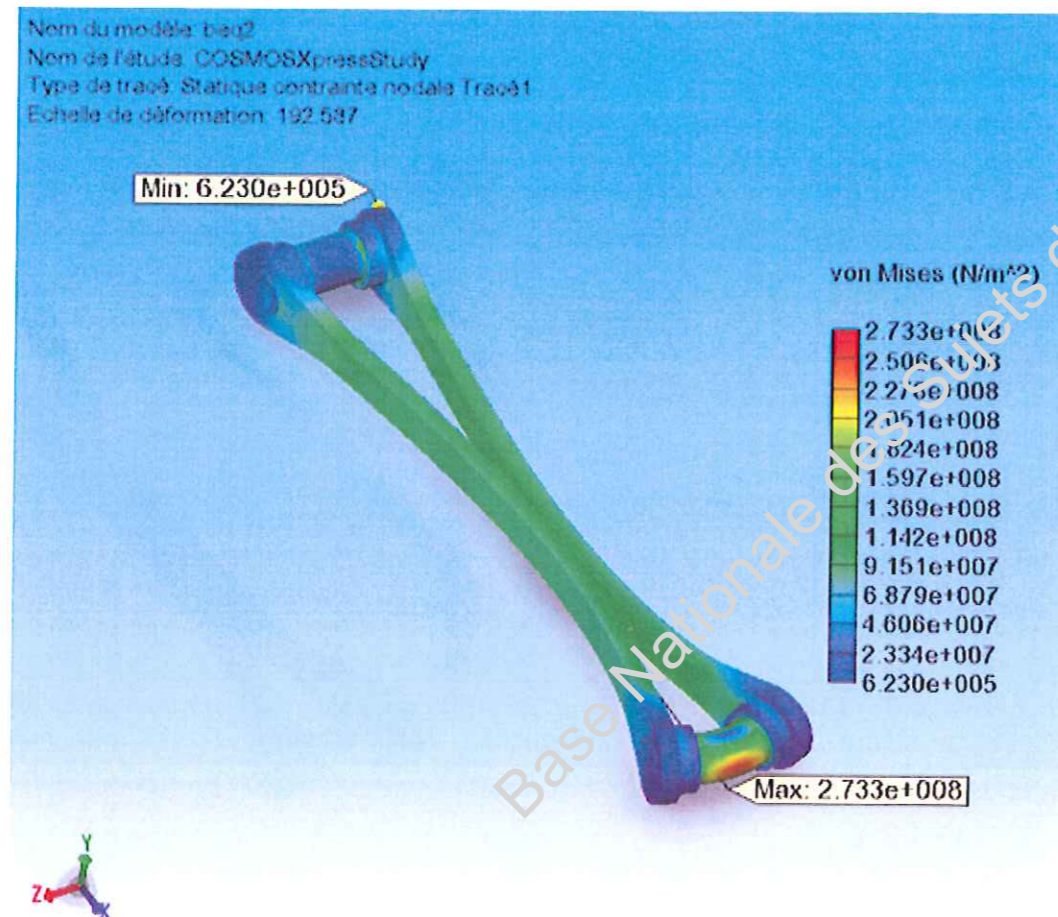 Nom du modèle: bieq2
Nom de l'étude: COSMOSXpressStudy
Type de tracé: Statique contrainte nodale Tracé1
Echelle de déformation: 192.587
Min: 6.230e+005
von Mises (N/m^2)
2.733e+008
2.506e+008
2.278e+008
2.051e+008
1.824e+008
1.597e+008
1.369e+008
1.142e+008
9.151e+007
6.879e+007
4.606e+007
2.334e+007
6.230e+005
Max: 2.733e+008
Base Nationale des Sujets d
Y
Z
X